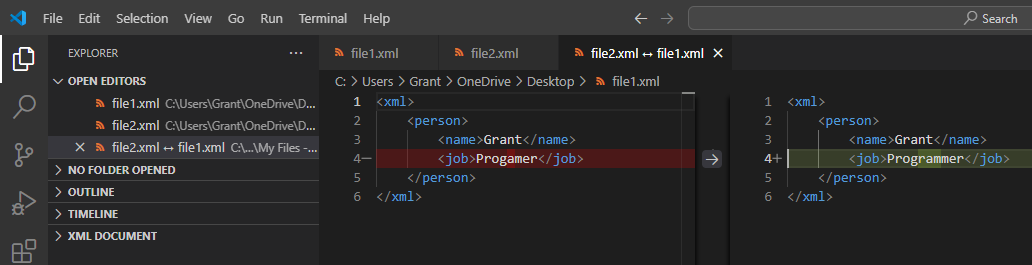 File Edit Selection View Go Run Terminal Help Search
EXPLORER ···
OPEN EDITORS
file1.xml C:\Users\Grant\OneDrive\D...
file2.xml C:\Users\Grant\OneDrive\D...
file2.xml ↔ file1.xml C:\...\My Files -...
NO FOLDER OPENED
OUTLINE
TIMELINE
XML DOCUMENT
file1.xml file2.xml file2.xml ↔ file1.xml
C: > Users > Grant > OneDrive > Desktop > file1.xml
1 <xml>
2 <person>
3 <name>Grant</name>
4− <job>Progamer</job>
5 </person>
6 </xml>
1 <xml>
2 <person>
3 <name>Grant</name>
4+ <job>Programmer</job>
5 </person>
6 </xml>